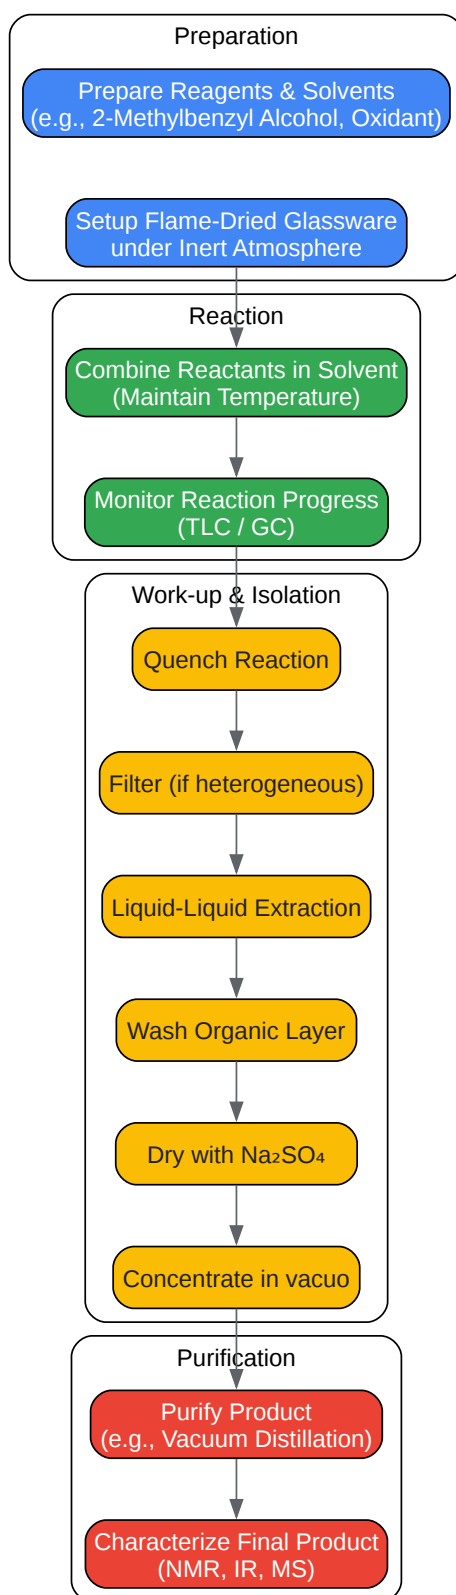 Preparation
Prepare Reagents & Solvents
(e.g., 2-Methylbenzyl Alcohol, Oxidant)
Setup Flame-Dried Glassware
under Inert Atmosphere
Reaction
Combine Reactants in Solvent
(Maintain Temperature)
Monitor Reaction Progress
(TLC / GC)
Work-up & Isolation
Quench Reaction
Filter (if heterogeneous)
Liquid-Liquid Extraction
Wash Organic Layer
Dry with Na₂SO₄
Concentrate in vacuo
Purification
Purify Product
(e.g., Vacuum Distillation)
Characterize Final Product
(NMR, IR, MS)